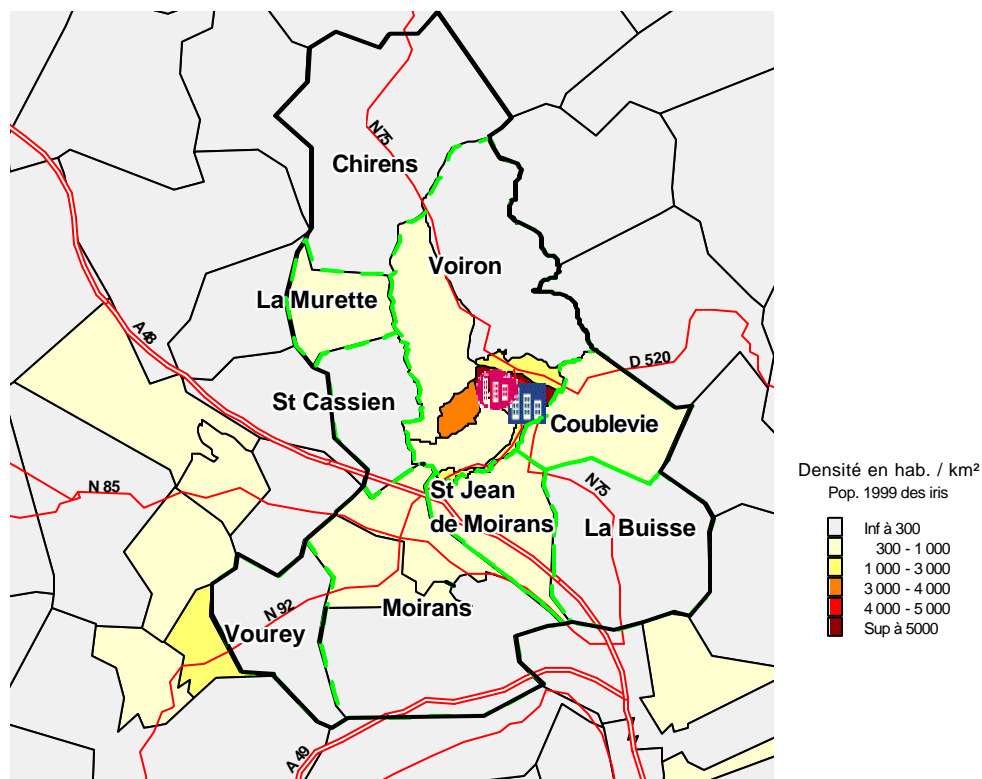 N75
Chirens
Voiron
La Murette
A 48
D 520
St Cassien
Coublevie
N 85
St Jean
de Moirans
N75
La Buisse
N 92
Moirans
Vourey
A 49
Densité en hab. / km²
Pop. 1999 des iris
Inf à 300
300 - 1 000
1 000 - 3 000
3 000 - 4 000
4 000 - 5 000
Sup à 5000